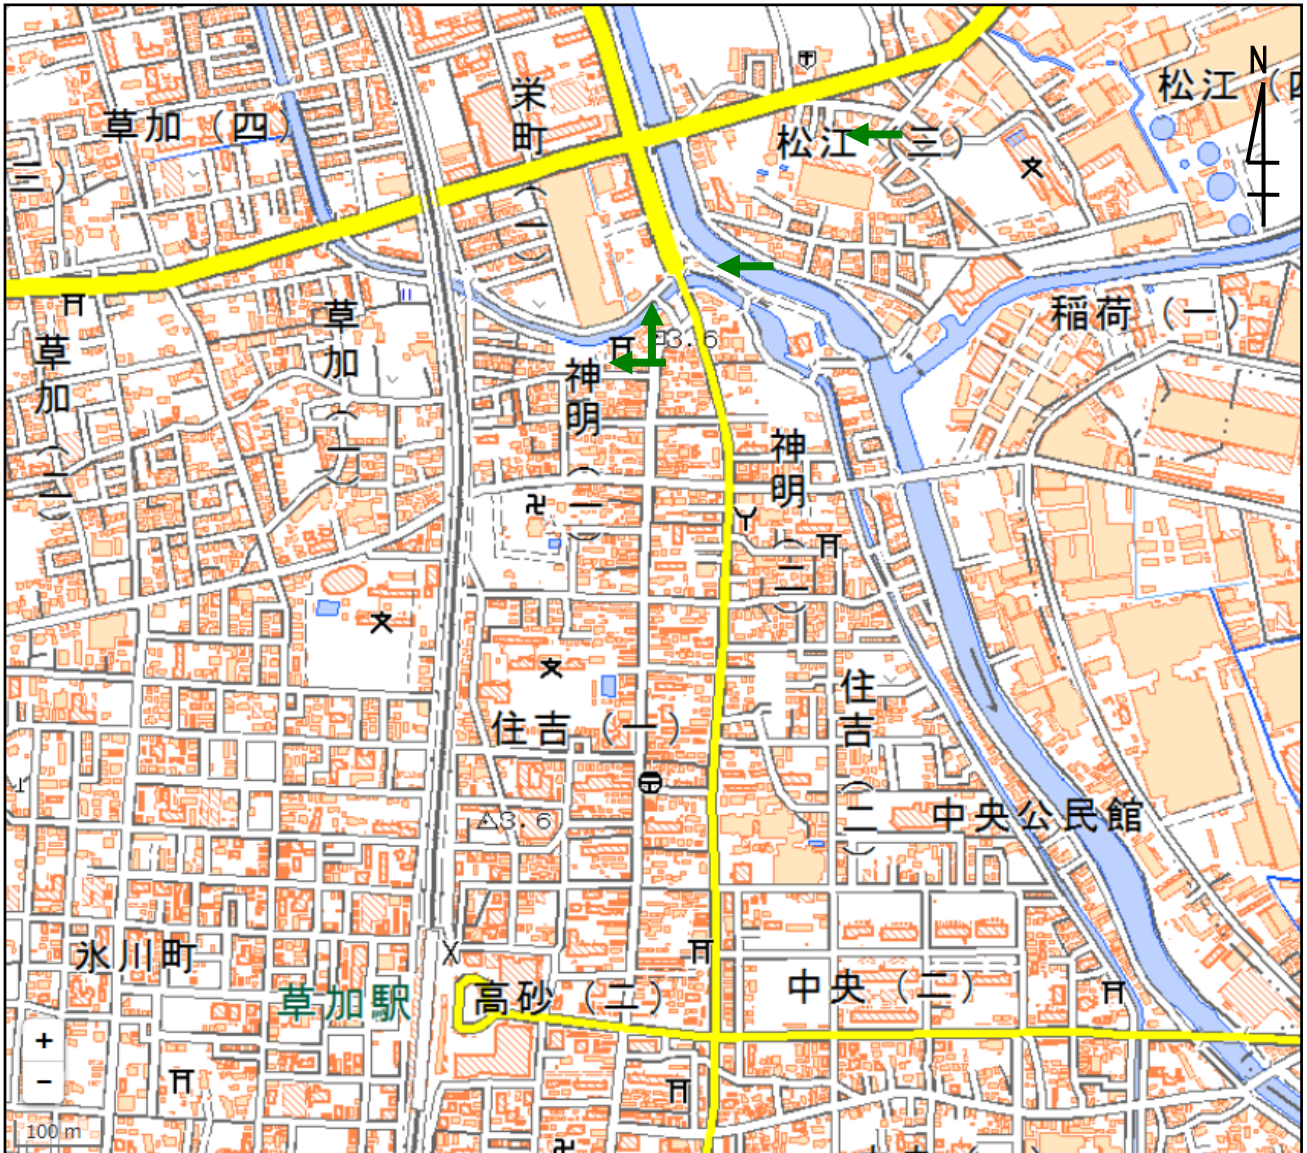 N
栄町（一）
草加（四）
松江（三）
松江（四
三）
草加（二）
草加（一）
稲荷（一）
3.6
神明（一）
神明（二）
住吉（一）
住吉（二）
3.6
中央公民館
氷川町
草加駅
高砂（二）
中央（二）
+
−
100 m